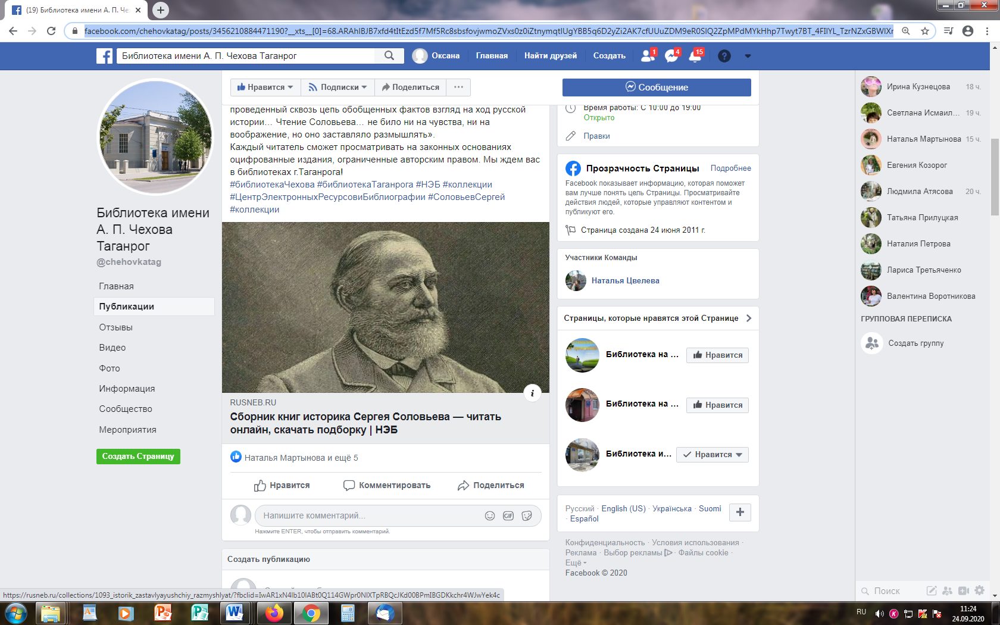 (19) Библиотека имени А. П. Че
facebook.com/chehovkatag/posts/3456210884471190?__xts__[0]=68.
Библиотека имени А. П. Чехова Таганрог
Оксана
Главная
Найти друзей
Создать
1
4
15
Нравится
Подписки
Поделиться
Сообщение
проведенный сквозь цепь обобщенных фактов взгляд на ход русской
истории… Чтение Соловьева… не било ни на чувства, ни на
воображение, но оно заставляло размышлять».
Каждый читатель сможет просматривать на законных основаниях
оцифрованные издания, ограниченные авторским правом. Мы ждем вас
в библиотеках г.Таганрога!
#библиотекаЧехова #библиотекаТаганрога #НЭБ #коллекции
#ЦентрЭлектронныхРесурсовиБиблиографии #СоловьевСергей
#коллекции
RUSNEB.RU
Сборник книг историка Сергея Соловьева — читать
онлайн, скачать подборку | НЭБ
Наталья Мартынова и ещё 5
Нравится
Комментировать
Поделиться
Напишите комментарий...
GIF
Нажмите ENTER, чтобы отправить комментарий.
Создать публикацию
Библиотека имени
А. П. Чехова
Таганрог
@chehovkatag
Главная
Публикации
Отзывы
Видео
Фото
Информация
Сообщество
Мероприятия
Создать Страницу
Время работы: С 10:00 до 19:00
Открыто
Правки
Прозрачность Страницы
Подробнее
Facebook показывает информацию, которая поможет
вам лучше понять цель Страницы. Просматривайте
действия людей, которые управляют контентом и
публикуют его.
Страница создана 24 июня 2011 г.
Участники Команды
Наталья Цвелева
Страницы, которые нравятся этой Странице
Библиотека на ...
Нравится
Библиотека на ...
Нравится
Библиотека и...
Нравится
Русский · English (US) · Українська · Suomi
· Español
Конфиденциальность · Условия использования ·
Реклама · Выбор рекламы · Файлы cookie ·
Ещё
Facebook © 2020
Ирина Кузнецова 18 ч.
Светлана Исмаил... 19 ч.
Наталья Мартынова 15 ч.
Евгения Козорог
Людмила Атясова 20 ч.
Татьяна Прилуцкая
Наталия Петрова
Лариса Третьяченко
Валентина Воротникова
ГРУППОВАЯ ПЕРЕПИСКА
Создать группу
Поиск
https://rusneb.ru/collections/1093_istorik_zastavlyayushchiy_razmyshlyat/?fbclid=
RU
11:24
24.09.2020